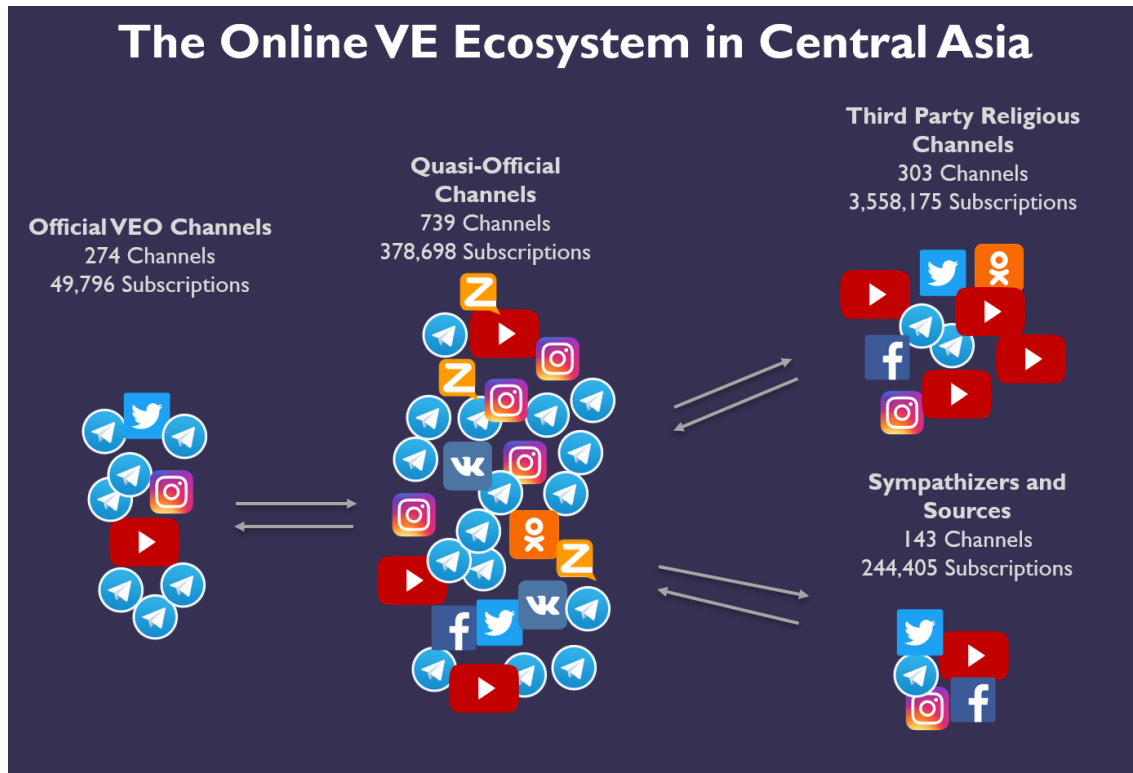 The Online VE Ecosystem in Central Asia
Official VEO Channels
274 Channels
49,796 Subscriptions
Quasi-Official
Channels
739 Channels
378,698 Subscriptions
Third Party Religious
Channels
303 Channels
3,558,175 Subscriptions
Sympathizers and
Sources
143 Channels
244,405 Subscriptions